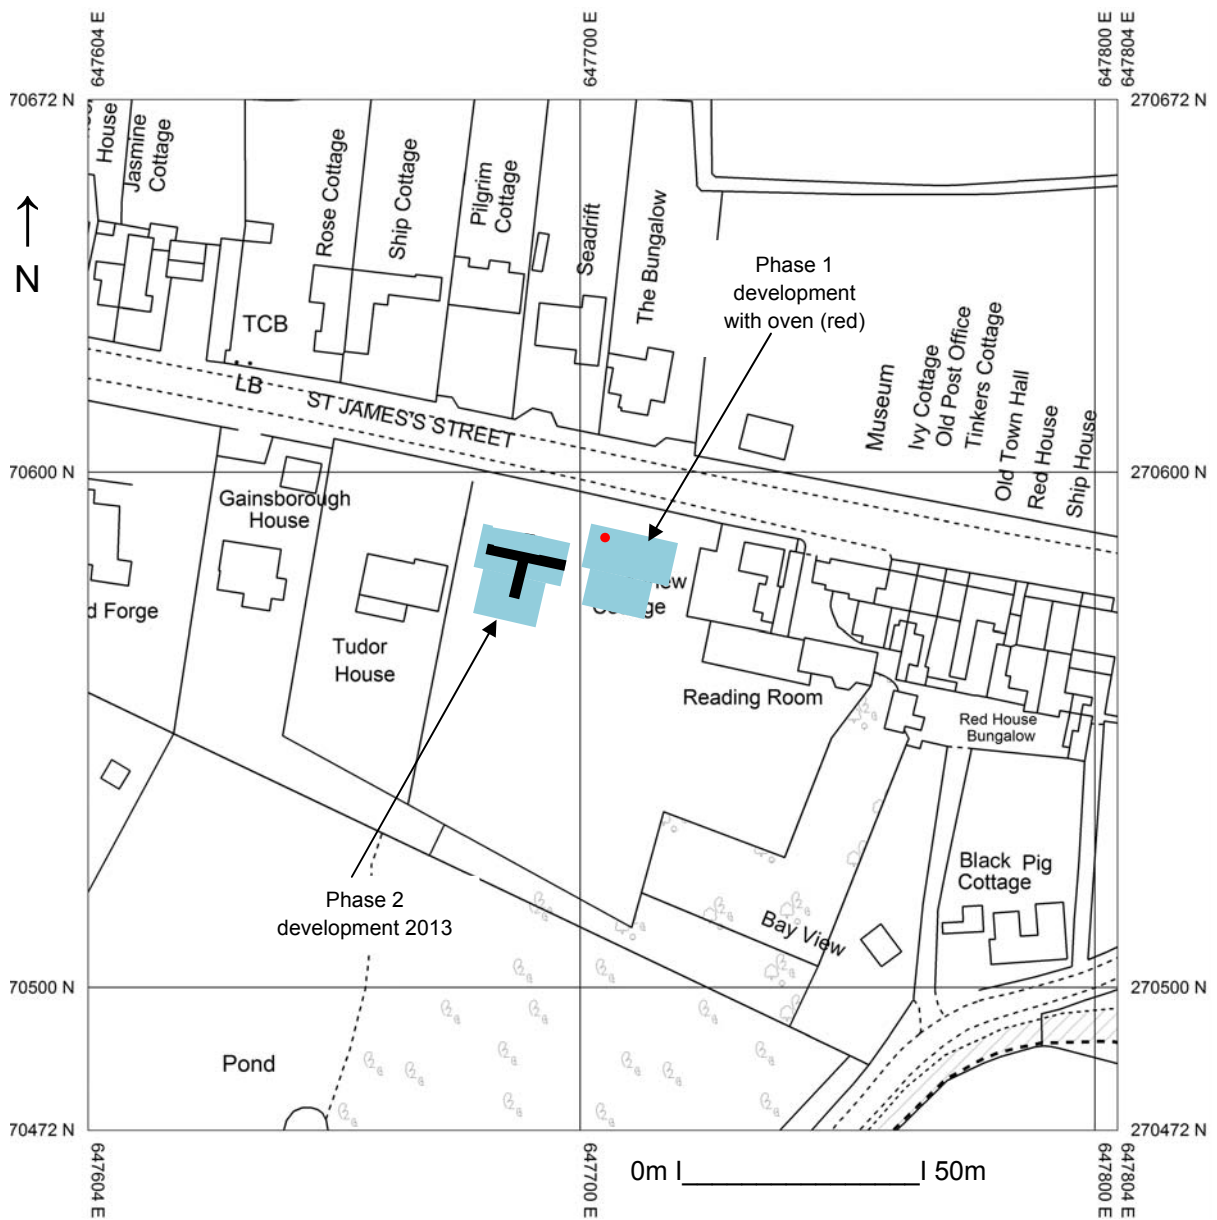 647604 E
647700 E
647800 E
647804 E
70672 N
270672 N
House
Jasmine
Cottage
Rose Cottage
Ship Cottage
Pilgrim
Cottage
Seadrift
The Bungalow
↑
N
Phase 1
development
with oven (red)
TCB
LB
ST JAMES'S STREET
Museum
Ivy Cottage
Old Post Office
Tinkers Cottage
Old Town Hall
Red House
Ship House
70600 N
270600 N
Gainsborough
House
d Forge
Tudor
House
Reading Room
Red House
Bungalow
Phase 2
development 2013
Black Pig
Cottage
Bay View
70500 N
270500 N
Pond
70472 N
270472 N
647604 E
647700 E
0m I____________________I 50m
647800 E
647804 E